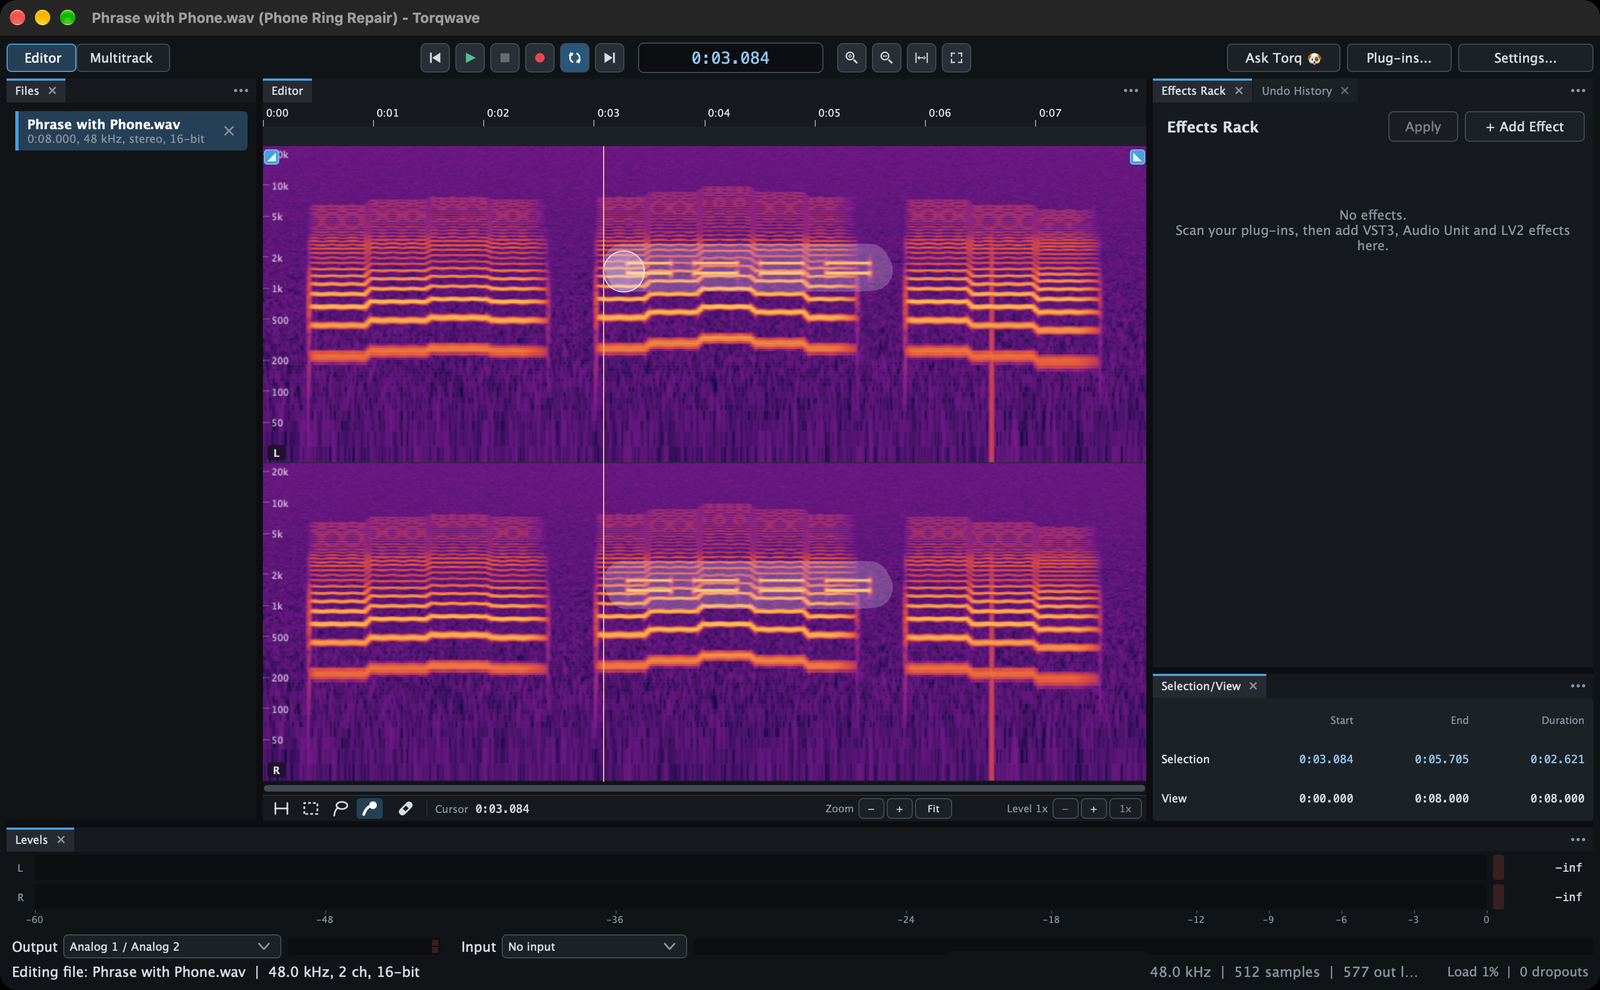 Phrase with Phone.wav (Phone Ring Repair) - Torqwave
Editor
Multitrack
0:03.084
Ask Torq
Plug-ins...
Settings...
Files
Phrase with Phone.wav
0:08.000, 48 kHz, stereo, 16-bit
Editor
0:00 0:01 0:02 0:03 0:04 0:05 0:06 0:07
10k
5k
2k
1k
500
200
100
50
L
20k
10k
5k
2k
1k
500
200
100
50
R
Cursor 0:03.084
Zoom - + Fit
Level 1x - + 1x
Effects Rack
Undo History
Effects Rack
Apply
+ Add Effect
No effects.
Scan your plug-ins, then add VST3, Audio Unit and LV2 effects
here.
Selection/View
Start End Duration
Selection 0:03.084 0:05.705 0:02.621
View 0:00.000 0:08.000 0:08.000
Levels
L -inf
R -inf
-60 -48 -36 -24 -18 -12 -9 -6 -3 0
Output Analog 1 / Analog 2
Input No input
Editing file: Phrase with Phone.wav | 48.0 kHz, 2 ch, 16-bit
48.0 kHz | 512 samples | 577 out l... Load 1% | 0 dropouts